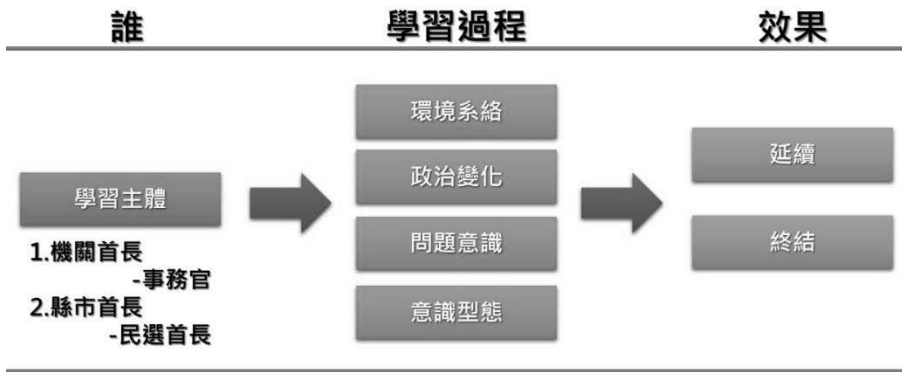 誰
學習過程
效果
學習主體
1.機關首長
-事務官
2.縣市首長
-民選首長
環境系絡
政治變化
問題意識
意識型態
延續
終結